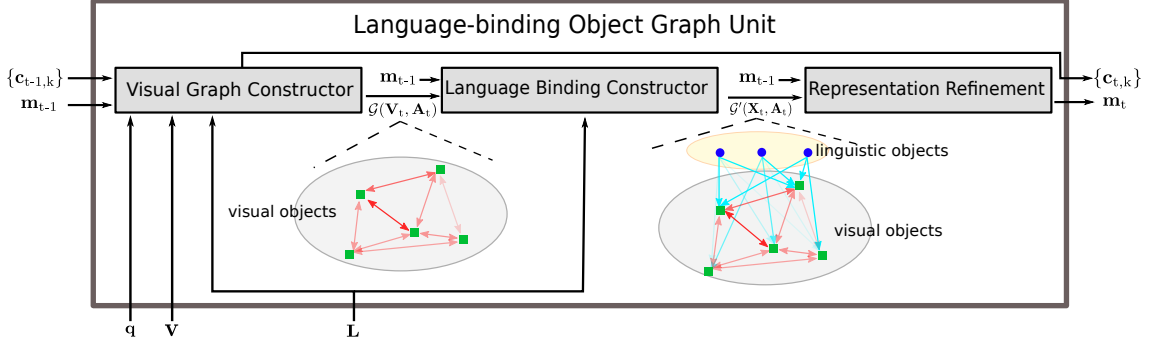 Language-binding Object Graph Unit
{c_{t-1,k}}
m_{t-1}
Visual Graph Constructor
m_{t-1}
G(V_t, A_t)
Language Binding Constructor
m_{t-1}
G'(X_t, A_t)
Representation Refinement
{c_{t,k}}
m_t
linguistic objects
visual objects
visual objects
q
V
L